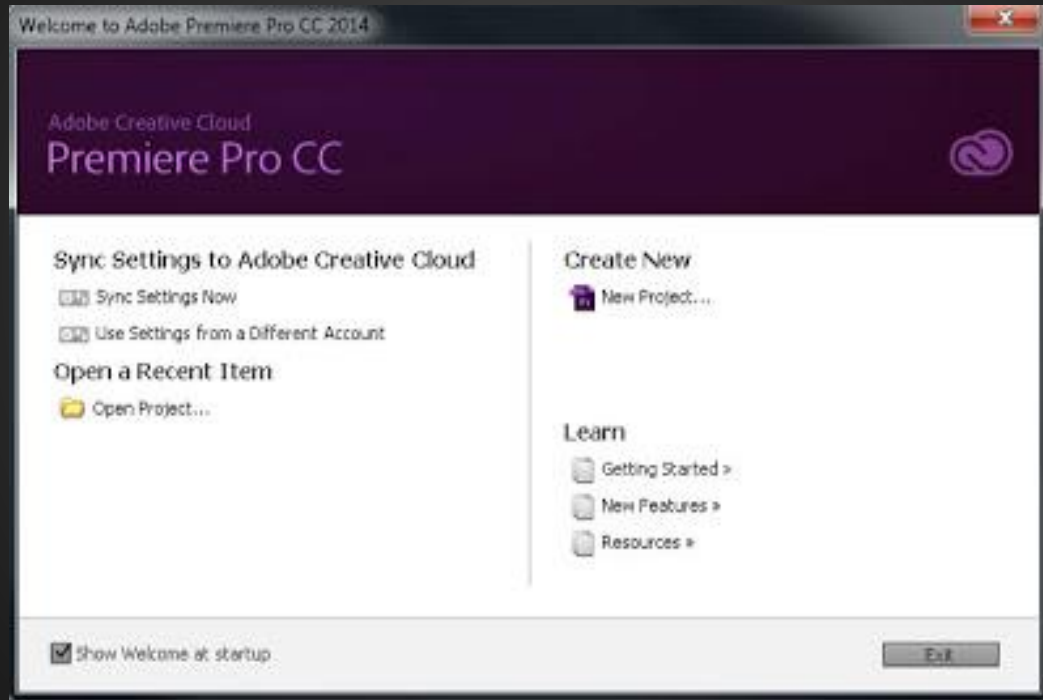 Welcome to Adobe Premiere Pro CC 2014
Adobe Creative Cloud
Premiere Pro CC
Sync Settings to Adobe Creative Cloud
Sync Settings Now
Use Settings from a Different Account
Open a Recent Item
Open Project...
Create New
New Project...
Learn
Getting Started »
New Features »
Resources »
Show Welcome at startup
Exit